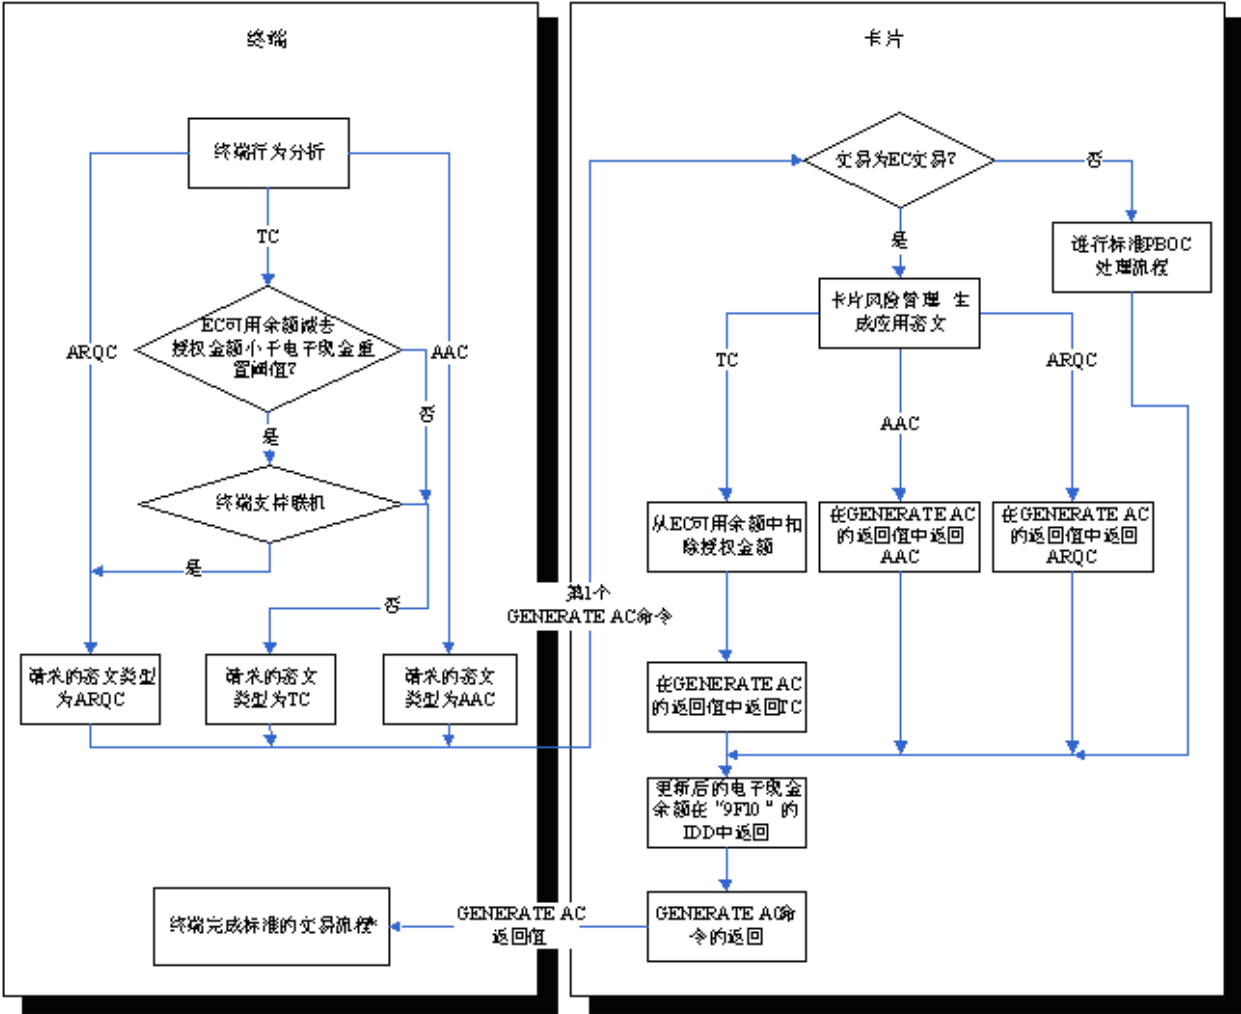 终端
卡片
终端行为分析
TC
EC可用余额减去
授权金额小于电子现金重
置阈值?
ARQC
AAC
否
是
终端支持联机
是
否
请求的密文类型
为ARQC
请求的密文
类型为TC
请求的密文
类型为AAC
第1个
GENERATE AC命令
交易为EC交易?
否
是
进行标准PBOC
处理流程
卡片风险管理 生
成应用密文
TC
AAC
ARQC
从EC可用余额中扣
除授权金额
在GENERATE AC
的返回值中返回
AAC
在GENERATE AC
的返回值中返回
ARQC
在GENERATE AC
的返回值中返回TC
更新后的电子现金
余额在“9F10”的
IDD中返回
GENERATE AC命
令的返回
GENERATE AC
返回值
终端完成标准的交易流程*